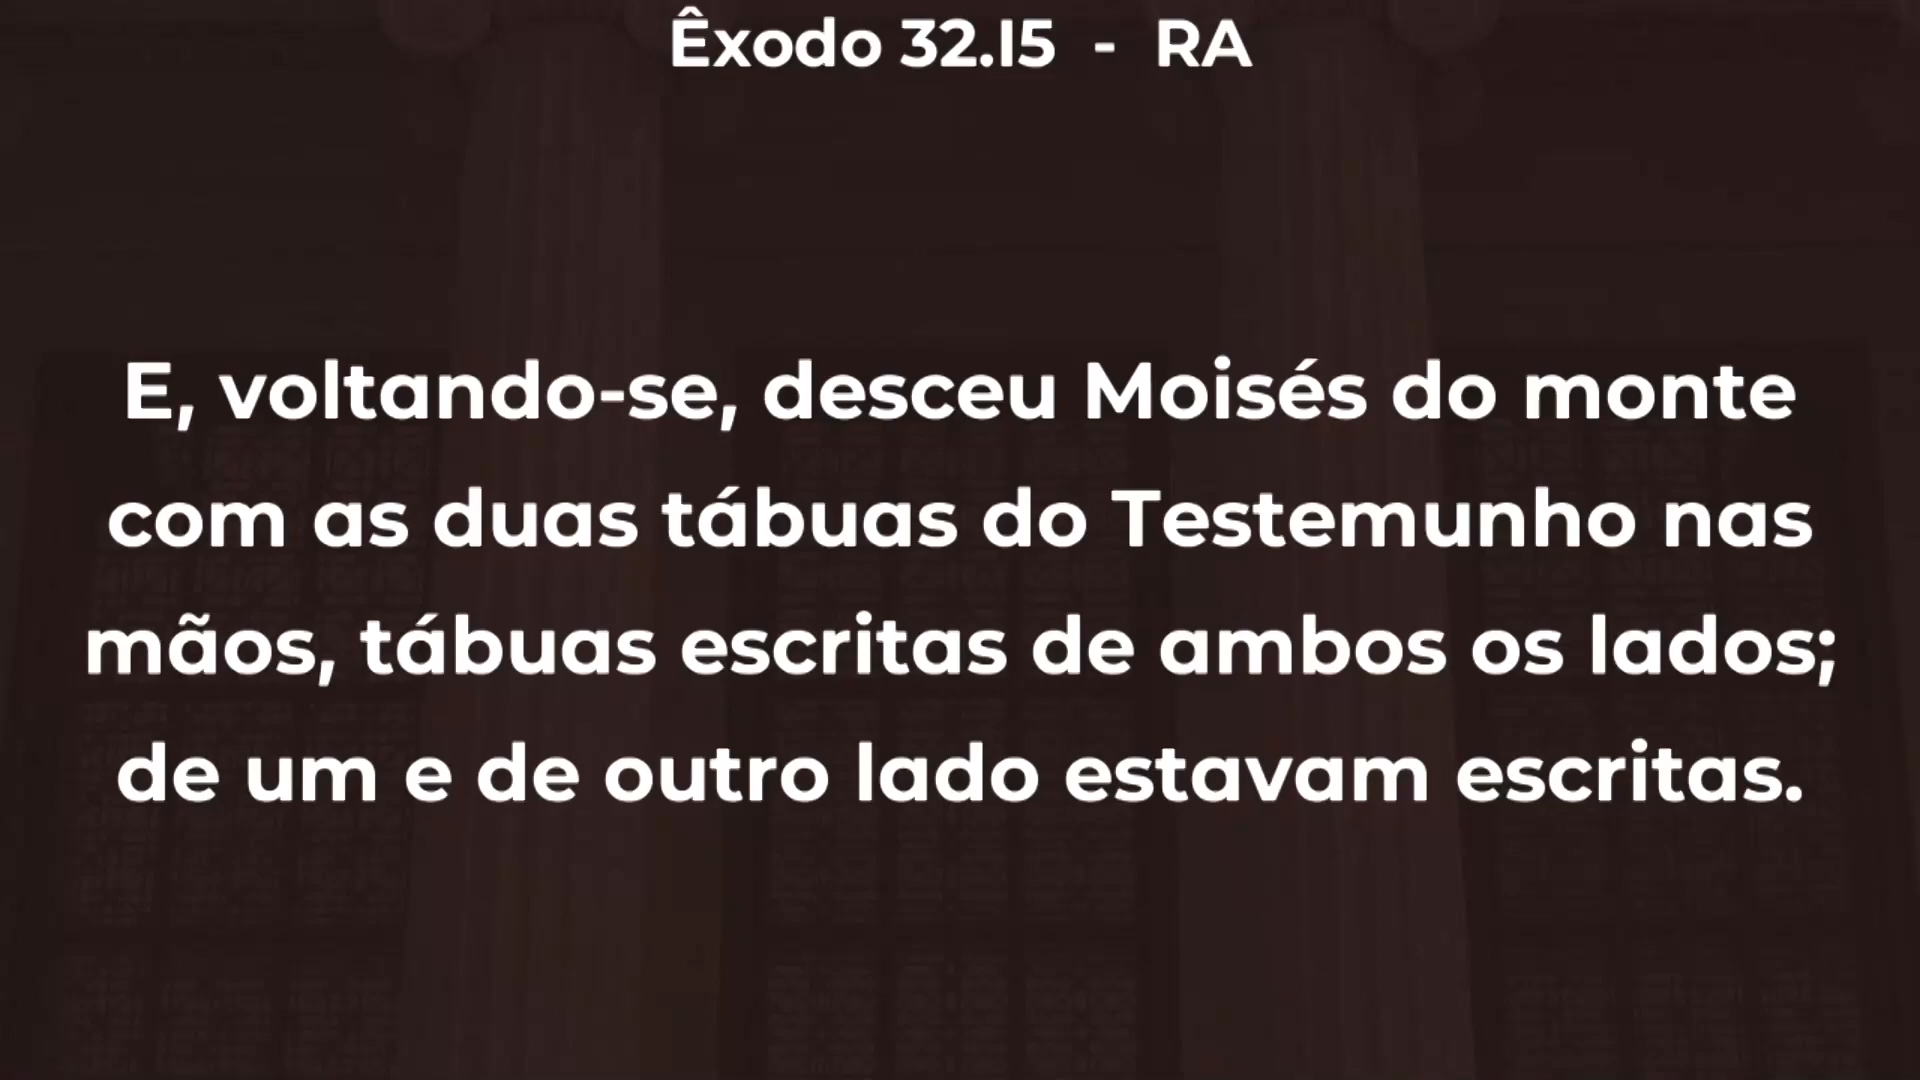 Êxodo 32.I5 - RA
E, voltando-se, desceu Moisés do monte
com as duas tábuas do Testemunho nas
mãos, tábuas escritas de ambos os lados;
de um e de outro lado estavam escritas.